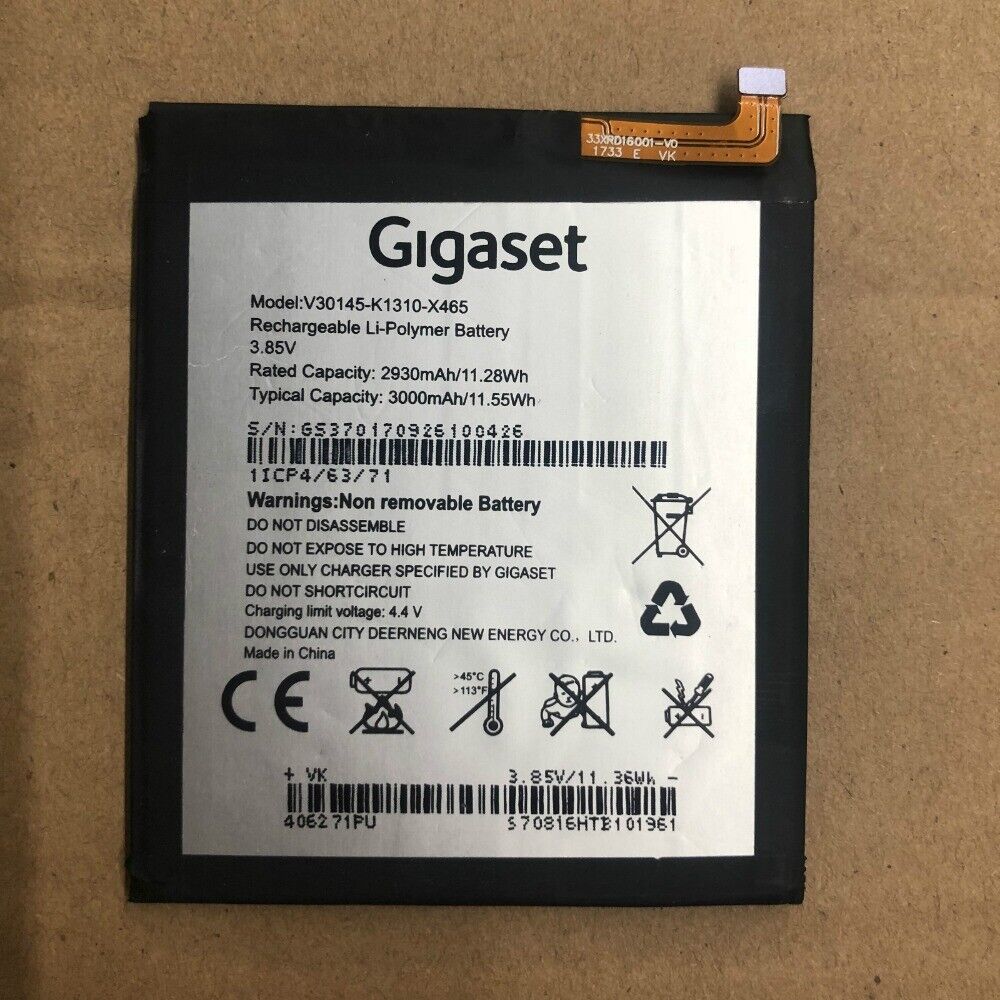 33XRD16001-V0
1733 E VK
Gigaset
Model:V30145-K1310-X465
Rechargeable Li-Polymer Battery
3.85V
Rated Capacity: 2930mAh/11.28Wh
Typical Capacity: 3000mAh/11.55Wh
S/N:GS370170926100426
1ICP4/63/71
Warnings:Non removable Battery
DO NOT DISASSEMBLE
DO NOT EXPOSE TO HIGH TEMPERATURE
USE ONLY CHARGER SPECIFIED BY GIGASET
DO NOT SHORTCIRCUIT
Charging limit voltage: 4.4 V
DONGGUAN CITY DEERNENG NEW ENERGY CO., LTD.
Made in China
CE
>45°C
>113°F
+ VK 3.85V/11.36Wh -
406271PU S70816HTB101961